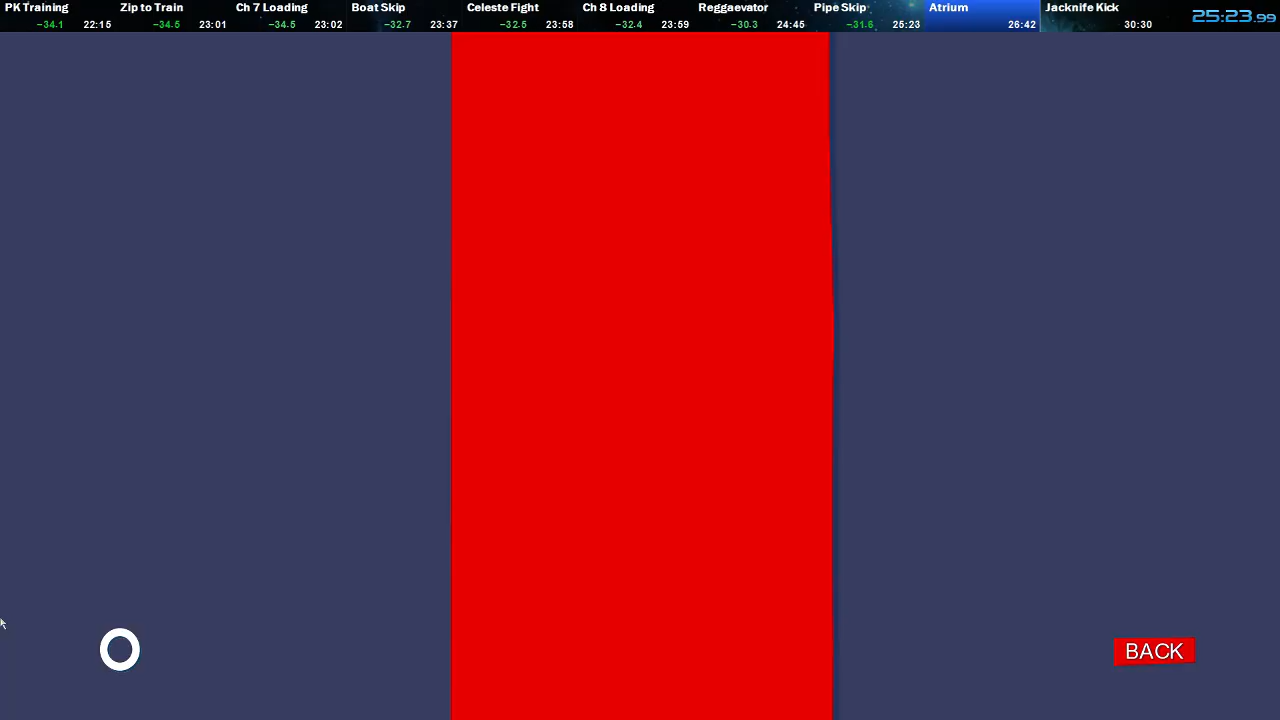 PK Training Zip to Train Ch 7 Loading Boat Skip Celeste Fight Ch 8 Loading Reggaevator Pipe Skip Atrium Jacknife Kick 25:23.99
−34.1 22:15 −34.5 23:01 −34.5 23:02 −32.7 23:37 −32.5 23:58 −32.4 23:59 −30.3 24:45 −31.6 25:23 26:42 30:30
BACK